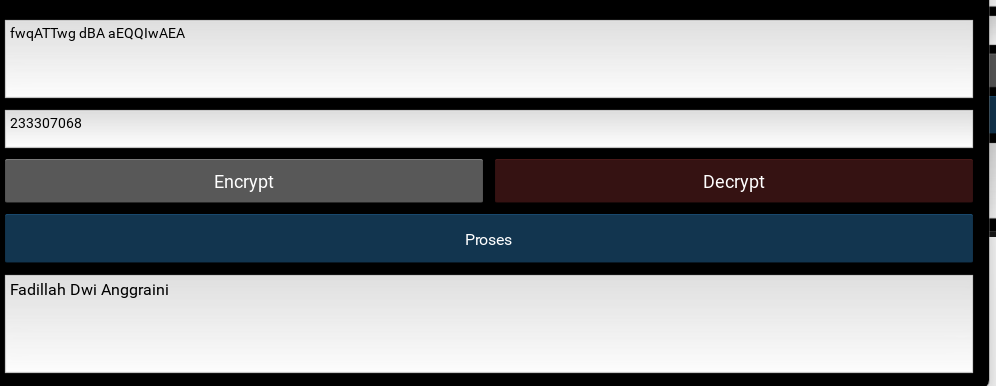 fwqATTwg dBA aEQQIwAEA
233307068
Encrypt
Decrypt
Proses
Fadillah Dwi Anggraini